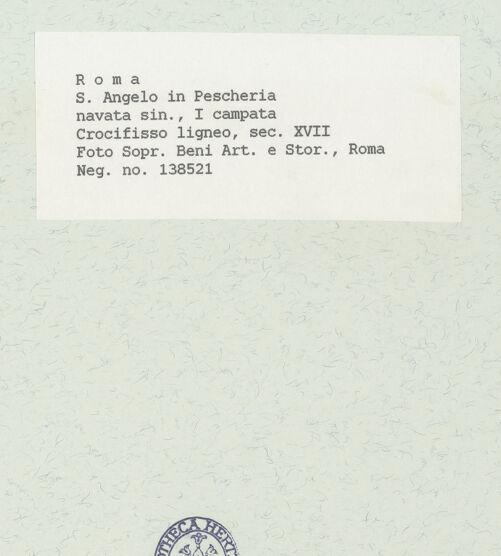 R o m a
S. Angelo in Pescheria
navata sin., I campata
Crocifisso ligneo, sec. XVII
Foto Sopr. Beni Art. e Stor., Roma
Neg. no. 138521